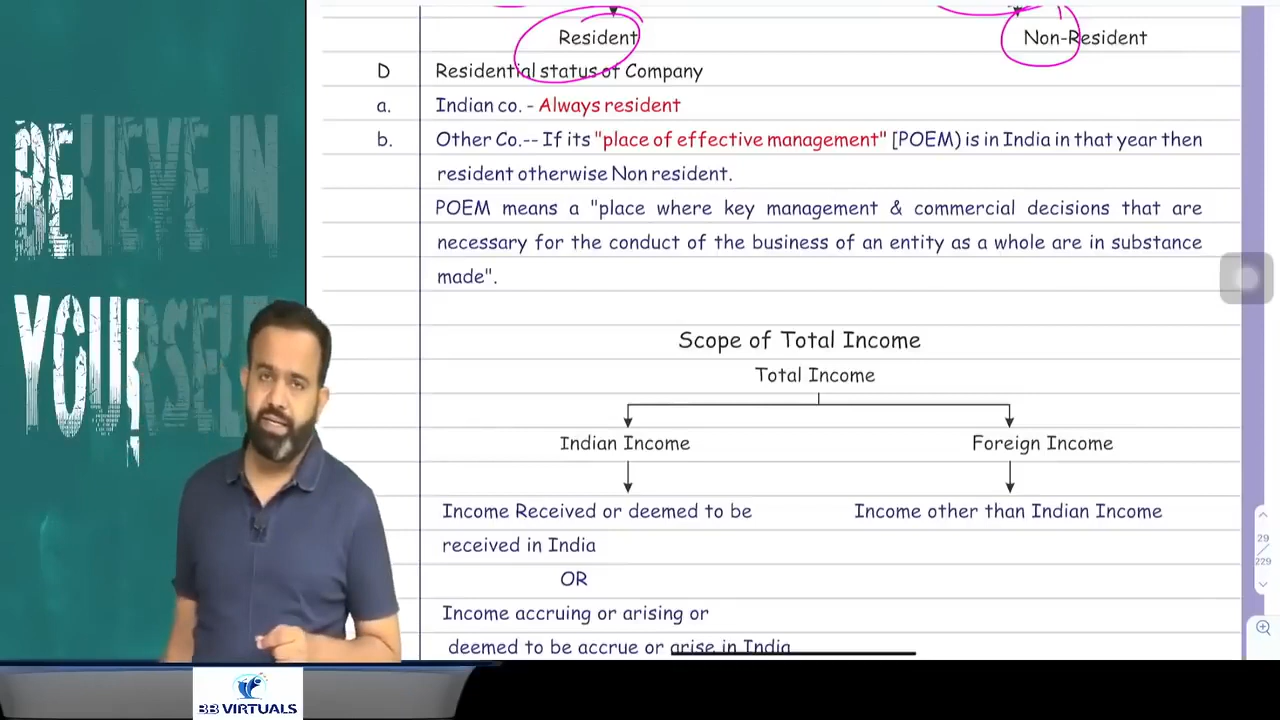 BELIEVE IN
YOURSELF
Resident
Non-Resident
D Residential status of Company
a. Indian co. - Always resident
b. Other Co.-- If its "place of effective management" [POEM) is in India in that year then
resident otherwise Non resident.
POEM means a "place where key management & commercial decisions that are
necessary for the conduct of the business of an entity as a whole are in substance
made".
Scope of Total Income
Total Income
Indian Income
Foreign Income
Income Received or deemed to be
received in India
Income other than Indian Income
OR
Income accruing or arising or
deemed to be accrue or arise in India
29
229
BB VIRTUALS